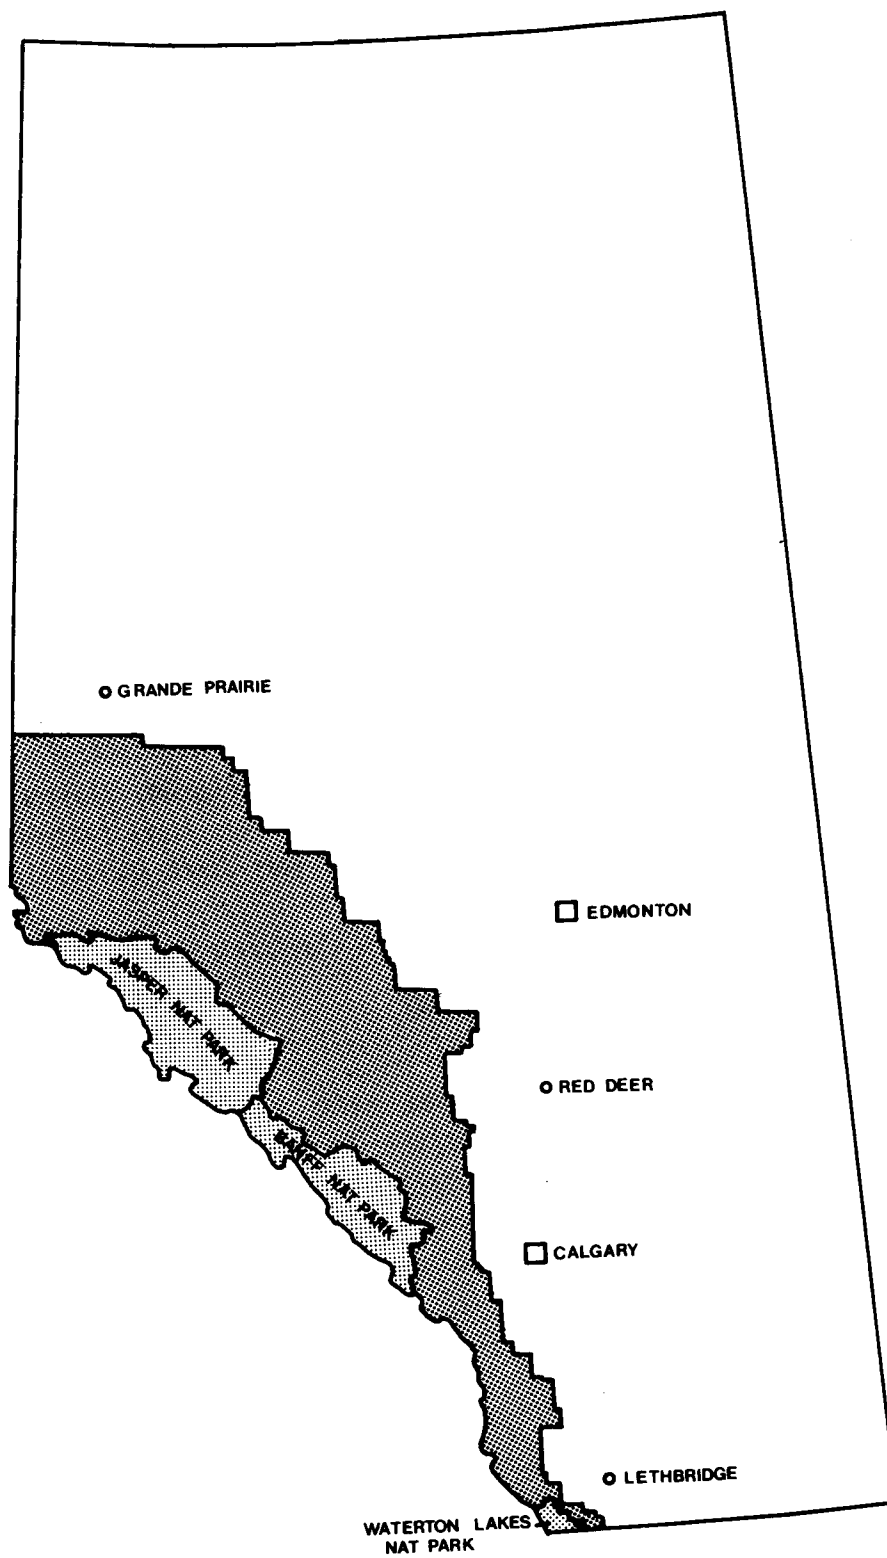 GRANDE PRAIRIE
EDMONTON
JASPER NAT PARK
RED DEER
BANFF NAT PARK
CALGARY
LETHBRIDGE
WATERTON LAKES
NAT PARK